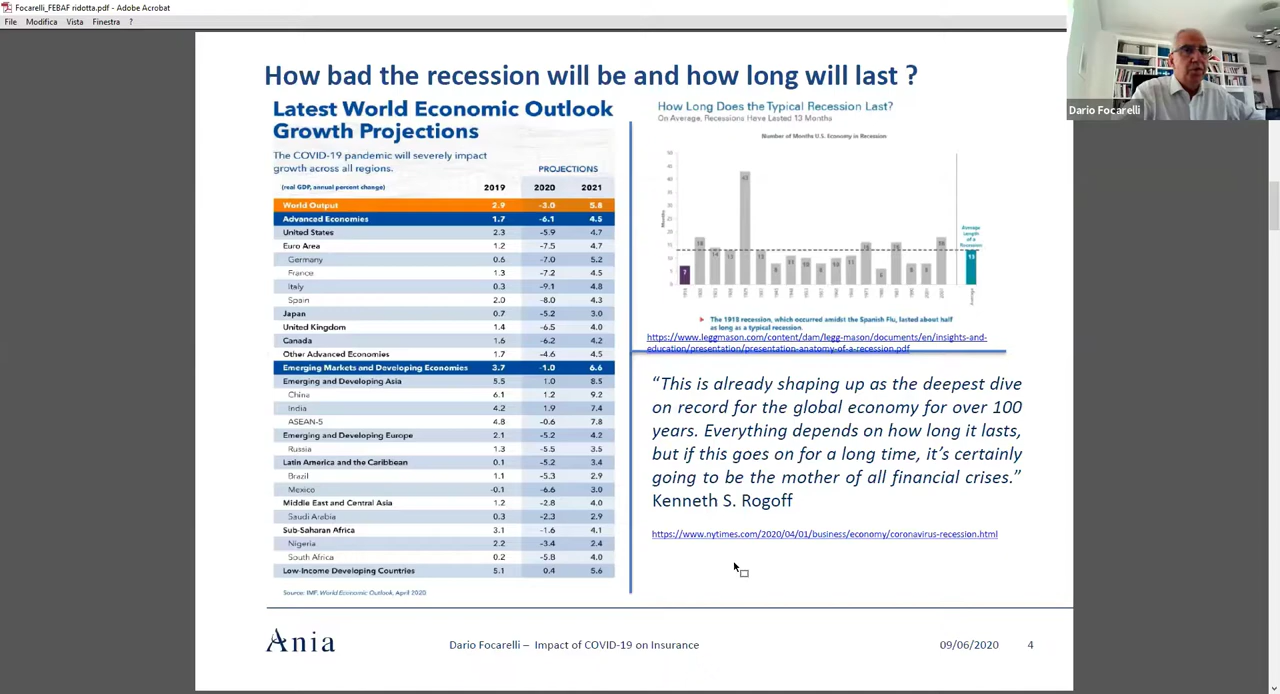 Focarelli_FEBAF ridotta.pdf - Adobe Acrobat
File Modifica Vista Finestra ?
Dario Focarelli
How bad the recession will be and how long will last ?
Latest World Economic Outlook
Growth Projections
The COVID-19 pandemic will severely impact
growth across all regions.
PROJECTIONS
(real GDP, annual percent change) 2019 2020 2021
World Output 2.9 -3.0 5.8
Advanced Economies 1.7 -6.1 4.5
United States 2.3 -5.9 4.7
Euro Area 1.2 -7.5 4.7
Germany 0.6 -7.0 5.2
France 1.3 -7.2 4.5
Italy 0.3 -9.1 4.8
Spain 2.0 -8.0 4.3
Japan 0.7 -5.2 3.0
United Kingdom 1.4 -6.5 4.0
Canada 1.6 -6.2 4.2
Other Advanced Economies 1.7 -4.6 4.5
Emerging Markets and Developing Economies 3.7 -1.0 6.6
Emerging and Developing Asia 5.5 1.0 8.5
China 6.1 1.2 9.2
India 4.2 1.9 7.4
ASEAN-5 4.8 -0.6 7.8
Emerging and Developing Europe 2.1 -5.2 4.2
Russia 1.3 -5.5 3.5
Latin America and the Caribbean 0.1 -5.2 3.4
Brazil 1.1 -5.3 2.9
Mexico -0.1 -6.6 3.0
Middle East and Central Asia 1.2 -2.8 4.0
Saudi Arabia 0.3 -2.3 2.9
Sub-Saharan Africa 3.1 -1.6 4.1
Nigeria 2.2 -3.4 2.4
South Africa 0.2 -5.8 4.0
Low-Income Developing Countries 5.1 0.4 5.6
Source: IMF, World Economic Outlook, April 2020
How Long Does the Typical Recession Last?
On Average, Recessions Have Lasted 13 Months
Number of Months U.S. Economy in Recession
Months
Average
Length
of a
Recession
7
13
Average
The 1918 recession, which occurred amidst the Spanish Flu, lasted about half
as long as a typical recession.
https://www.leggmason.com/content/dam/legg-mason/documents/en/insights-and-
education/presentation/presentation-anatomy-of-a-recession.pdf
“This is already shaping up as the deepest dive
on record for the global economy for over 100
years. Everything depends on how long it lasts,
but if this goes on for a long time, it’s certainly
going to be the mother of all financial crises.”
Kenneth S. Rogoff
https://www.nytimes.com/2020/04/01/business/economy/coronavirus-recession.html
Ania
Dario Focarelli – Impact of COVID-19 on Insurance
09/06/2020 4